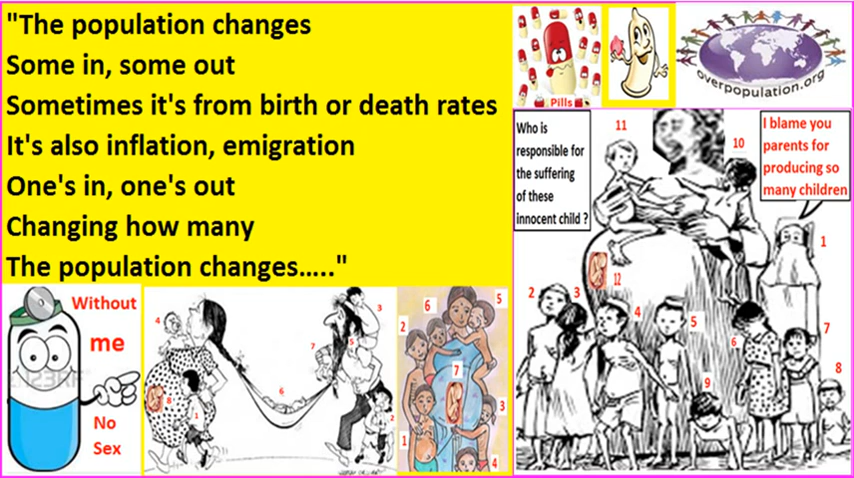 "The population changes
Some in, some out
Sometimes it's from birth or death rates
It's also inflation, emigration
One's in, one's out
Changing how many
The population changes....."
Pills
overpopulation.org
Who is
responsible for
the suffering
of these
innocent child ?
I blame you
parents for
producing so
many children
11
10
1
12
2
3
4
5
6
7
8
9
Without
me
No
Sex
4
3
7
5
6
8
1
2
6
5
2
7
3
1
4